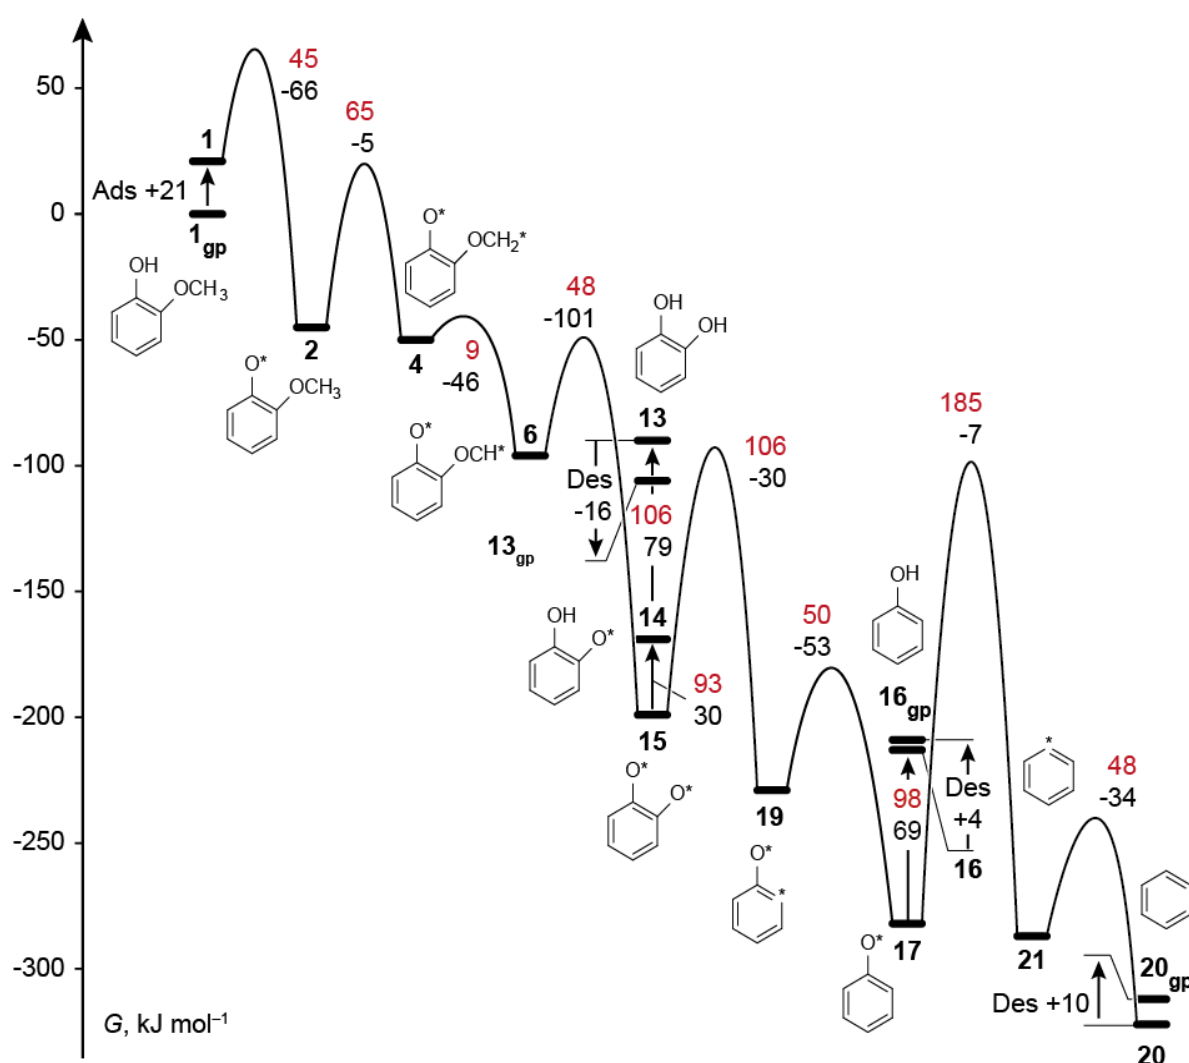 50
0
-50
-100
-150
-200
-250
-300
G, kJ mol⁻¹
1
Ads +21
1gp
OH
OCH3
45
-66
2
O*
OCH3
65
-5
O*
OCH2*
4
9
-46
O*
OCH*
6
48
-101
OH
OH
13
Des
-16
13gp
106
79
14
OH
O*
93
30
15
O*
O*
106
-30
19
O*
*
50
-53
OH
16gp
98
69
Des
+4
16
17
O*
185
-7
*
21
48
-34
20gp
Des +10
20